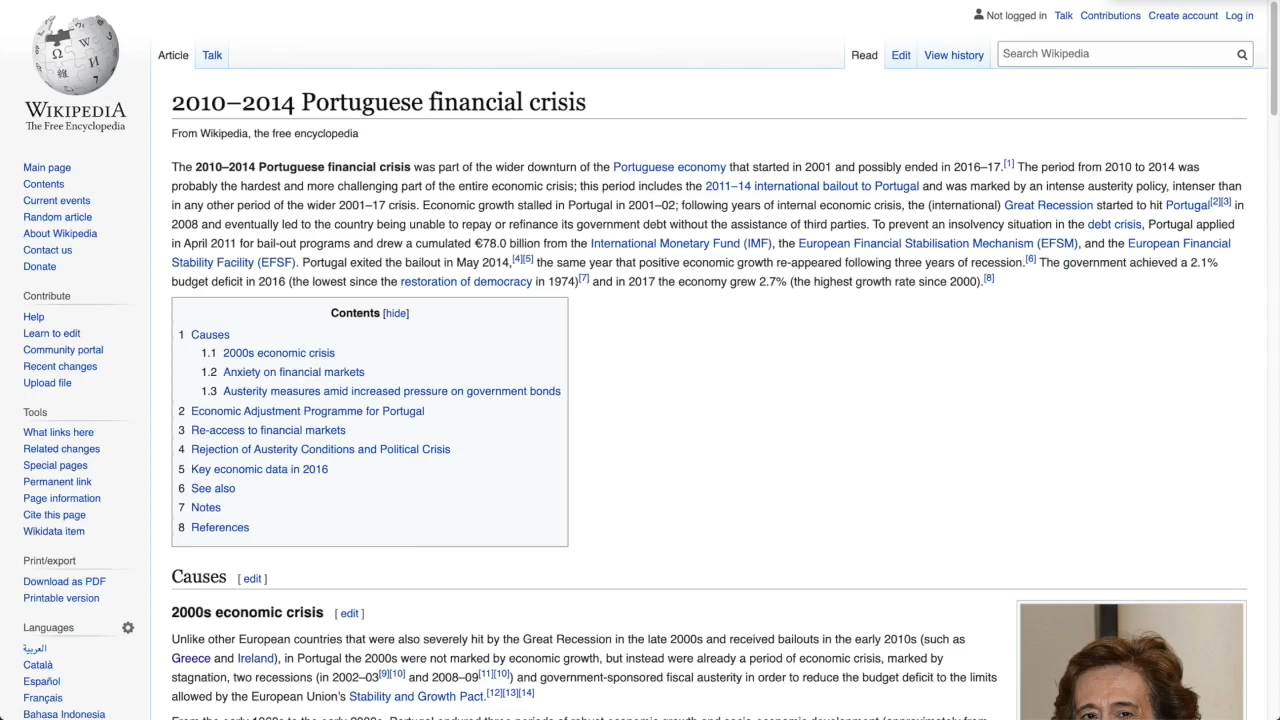 Not logged in Talk Contributions Create account Log in
Article Talk Read Edit View history Search Wikipedia
WIKIPEDIA
The Free Encyclopedia
Main page
Contents
Current events
Random article
About Wikipedia
Contact us
Donate
Contribute
Help
Learn to edit
Community portal
Recent changes
Upload file
Tools
What links here
Related changes
Special pages
Permanent link
Page information
Cite this page
Wikidata item
Print/export
Download as PDF
Printable version
Languages
العربية
Català
Español
Français
Bahasa Indonesia
2010–2014 Portuguese financial crisis
From Wikipedia, the free encyclopedia
The 2010–2014 Portuguese financial crisis was part of the wider downturn of the Portuguese economy that started in 2001 and possibly ended in 2016–17.[1] The period from 2010 to 2014 was
probably the hardest and more challenging part of the entire economic crisis; this period includes the 2011–14 international bailout to Portugal and was marked by an intense austerity policy, intenser than
in any other period of the wider 2001–17 crisis. Economic growth stalled in Portugal in 2001–02; following years of internal economic crisis, the (international) Great Recession started to hit Portugal[2][3] in
2008 and eventually led to the country being unable to repay or refinance its government debt without the assistance of third parties. To prevent an insolvency situation in the debt crisis, Portugal applied
in April 2011 for bail-out programs and drew a cumulated €78.0 billion from the International Monetary Fund (IMF), the European Financial Stabilisation Mechanism (EFSM), and the European Financial
Stability Facility (EFSF). Portugal exited the bailout in May 2014,[4][5] the same year that positive economic growth re-appeared following three years of recession.[6] The government achieved a 2.1%
budget deficit in 2016 (the lowest since the restoration of democracy in 1974)[7] and in 2017 the economy grew 2.7% (the highest growth rate since 2000).[8]
Contents [hide]
1 Causes
1.1 2000s economic crisis
1.2 Anxiety on financial markets
1.3 Austerity measures amid increased pressure on government bonds
2 Economic Adjustment Programme for Portugal
3 Re-access to financial markets
4 Rejection of Austerity Conditions and Political Crisis
5 Key economic data in 2016
6 See also
7 Notes
8 References
Causes [ edit ]
2000s economic crisis [ edit ]
Unlike other European countries that were also severely hit by the Great Recession in the late 2000s and received bailouts in the early 2010s (such as
Greece and Ireland), in Portugal the 2000s were not marked by economic growth, but instead were already a period of economic crisis, marked by
stagnation, two recessions (in 2002–03[9][10] and 2008–09[11][10]) and government-sponsored fiscal austerity in order to reduce the budget deficit to the limits
allowed by the European Union's Stability and Growth Pact.[12][13][14]